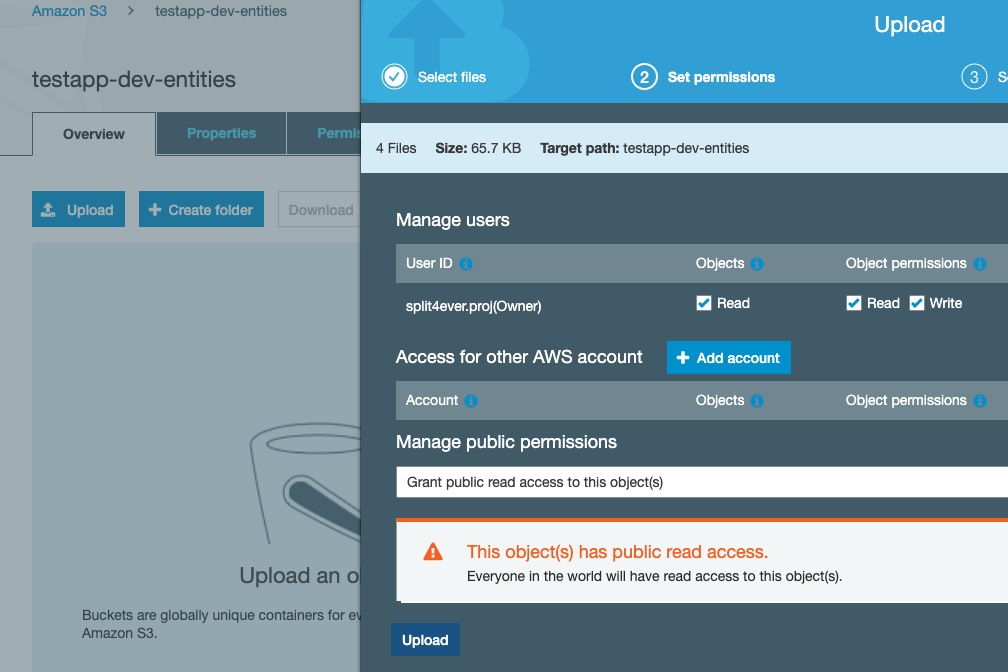 Amazon S3 > testapp-dev-entities
testapp-dev-entities
Overview Properties
Upload Create folder Download
Upload an
Buckets are globally unique containers for
Amazon S3.
Upload
Select files 2 Set permissions 3
4 Files Size: 65.7 KB Target path: testapp-dev-entities
Manage users
User ID Objects Object permissions
split4ever.proj(Owner) Read Read Write
Access for other AWS account Add account
Account Objects Object permissions
Manage public permissions
Grant public read access to this object(s)
This object(s) has public read access.
Everyone in the world will have read access to this object(s).
Upload